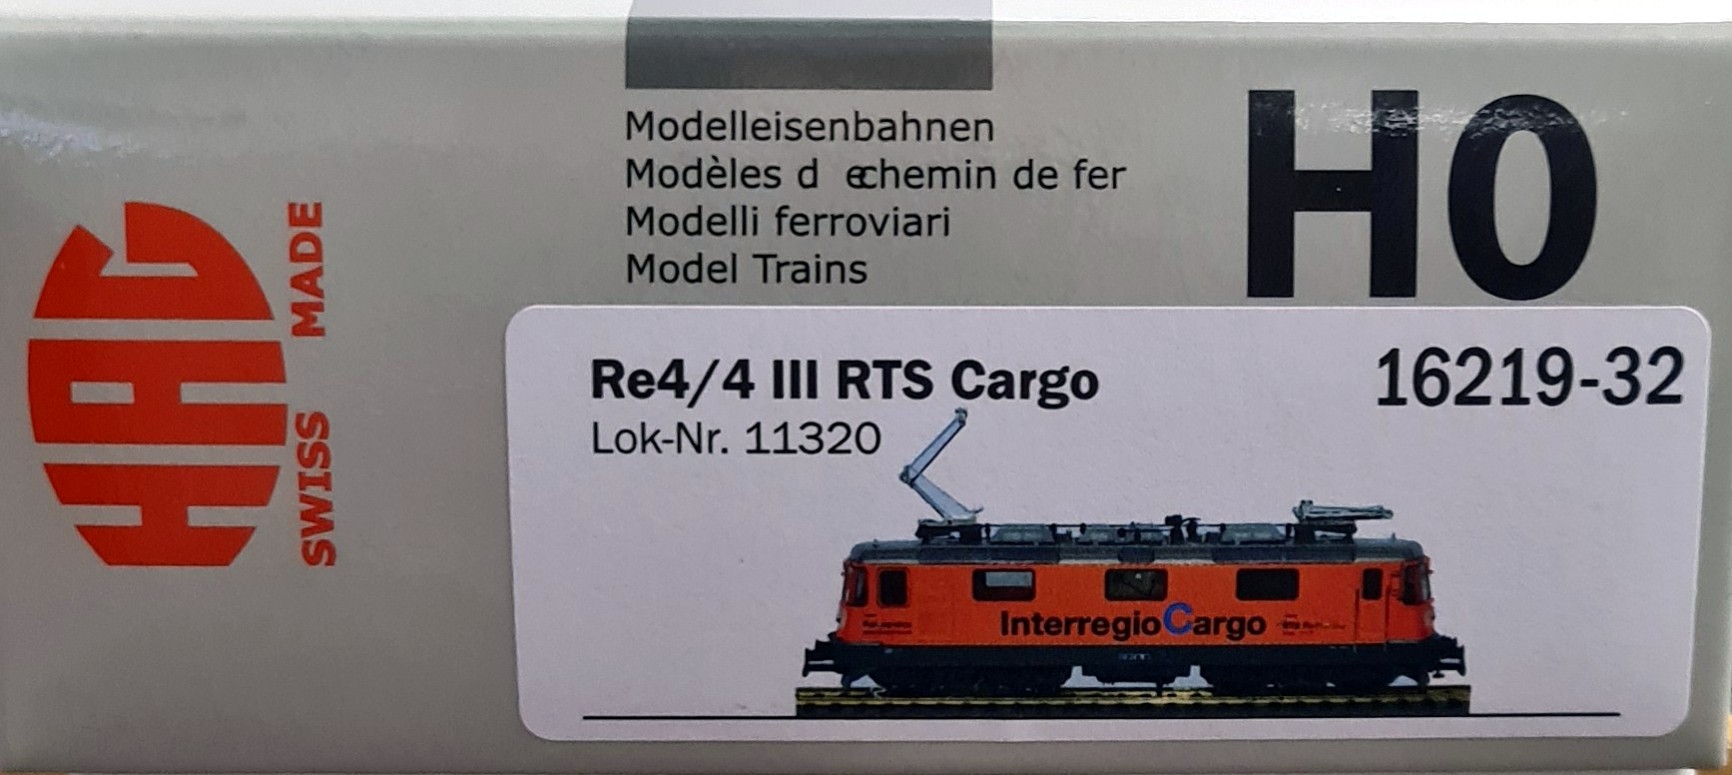 HAG
SWISS MADE
Modelleisenbahnen
Modèles d echemin de fer
Modelli ferroviari
Model Trains
H0
Re4/4 III RTS Cargo
16219-32
Lok-Nr. 11320
InterregioCargo